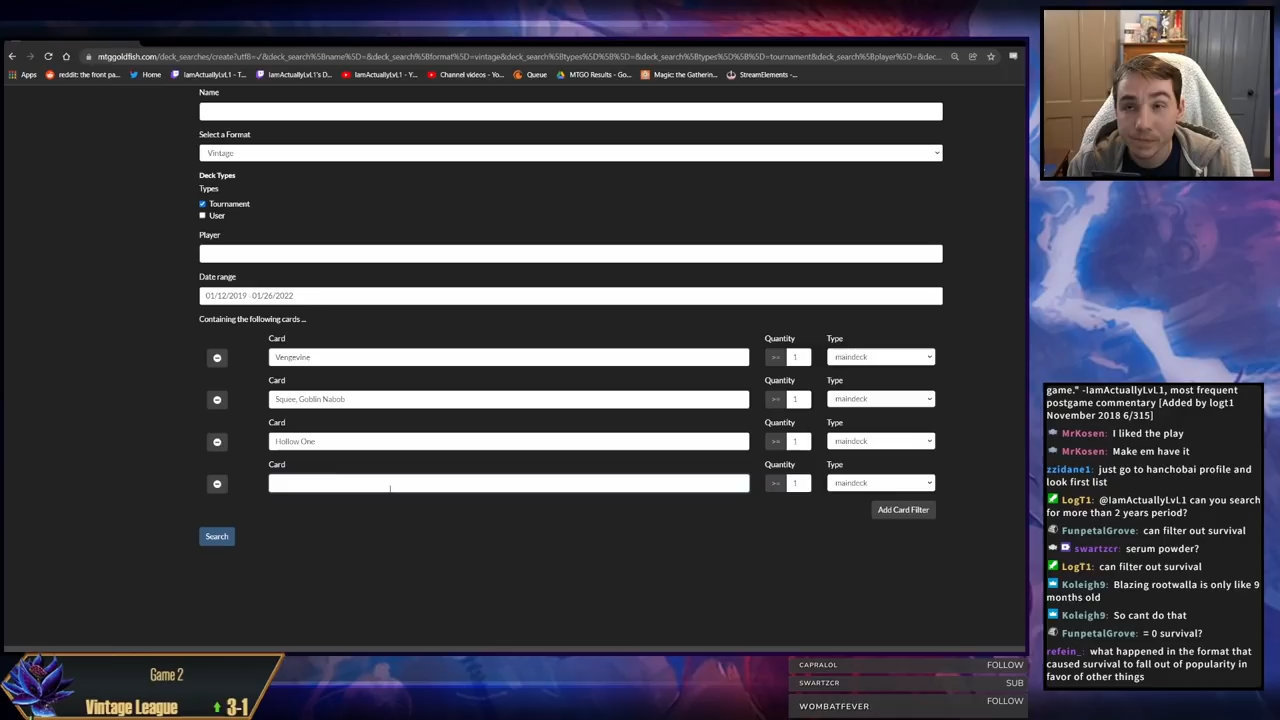 mtggoldfish.com/deck_searches/create?utf8=✓&deck_search%5Bname%5D=&deck_search%5Bformat%5D=vintage&deck_search%5Btypes%5D%5B%5D=&deck_search%5Btypes%5D%5B%5D=tournament&deck_search%5Bplayer%5D=&dec...
Apps
reddit: the front pa...
Home
IamActuallyLvL1 - T...
IamActuallyLvL1's D...
IamActuallyLvL1 - Y...
Channel videos - Yo...
Queue
MTGO Results - Go...
Magic: the Gatherin...
StreamElements -...
Name
Select a Format
Vintage
Deck Types
Types
Tournament
User
Player
Date range
01/12/2019 - 01/26/2022
Containing the following cards ...
Card Quantity Type
Vengevine >= 1 maindeck
Card Quantity Type
Squee, Goblin Nabob >= 1 maindeck
Card Quantity Type
Hollow One >= 1 maindeck
Card Quantity Type
>= 1 maindeck
Add Card Filter
Search
game." -IamActuallyLvL1, most frequent
postgame commentary [Added by logt1
November 2018 6/315]
MrKosen: I liked the play
MrKosen: Make em have it
zzidane1: just go to hanchobai profile and
look first list
LogT1: @IamActuallyLvL1 can you search
for more than 2 years period?
FunpetalGrove: can filter out survival
swartzcr: serum powder?
LogT1: can filter out survival
Koleigh9: Blazing rootwalla is only like 9
months old
Koleigh9: So cant do that
FunpetalGrove: = 0 survival?
refein_: what happened in the format that
caused survival to fall out of popularity in
favor of other things
Game 2
Vintage League 3-1
CAPRALOL FOLLOW
SWARTZCR SUB
WOMBATFEVER FOLLOW